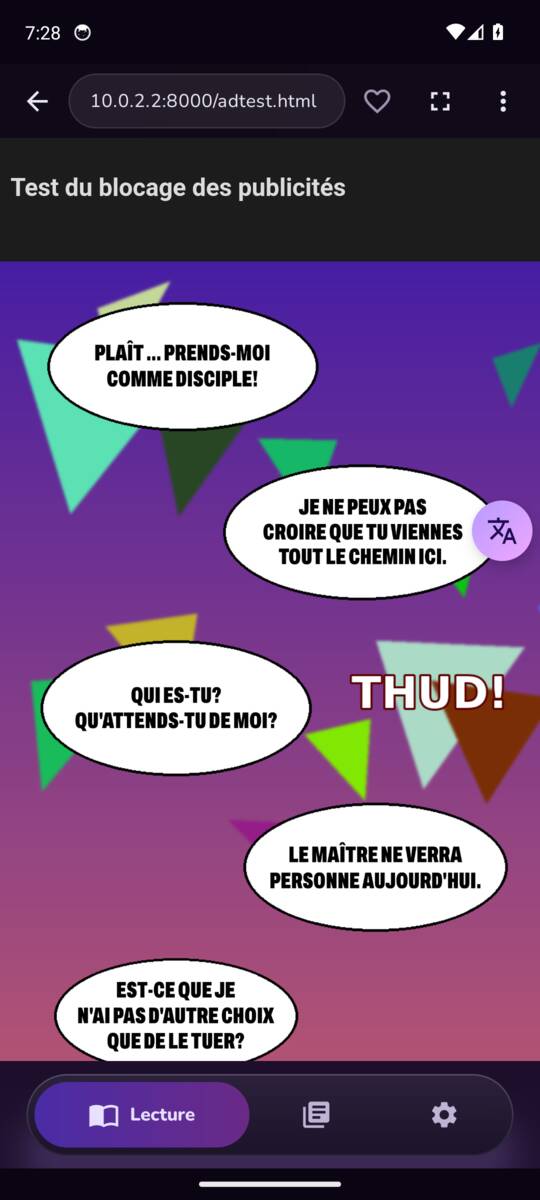 7:28
10.0.2.2:8000/adtest.html
Test du blocage des publicités
PLAÎT ... PRENDS-MOI
COMME DISCIPLE!
JE NE PEUX PAS
CROIRE QUE TU VIENNES
TOUT LE CHEMIN ICI.
QUI ES-TU?
QU'ATTENDS-TU DE MOI?
THUD!
LE MAÎTRE NE VERRA
PERSONNE AUJOURD'HUI.
EST-CE QUE JE
N'AI PAS D'AUTRE CHOIX
QUE DE LE TUER?
Lecture